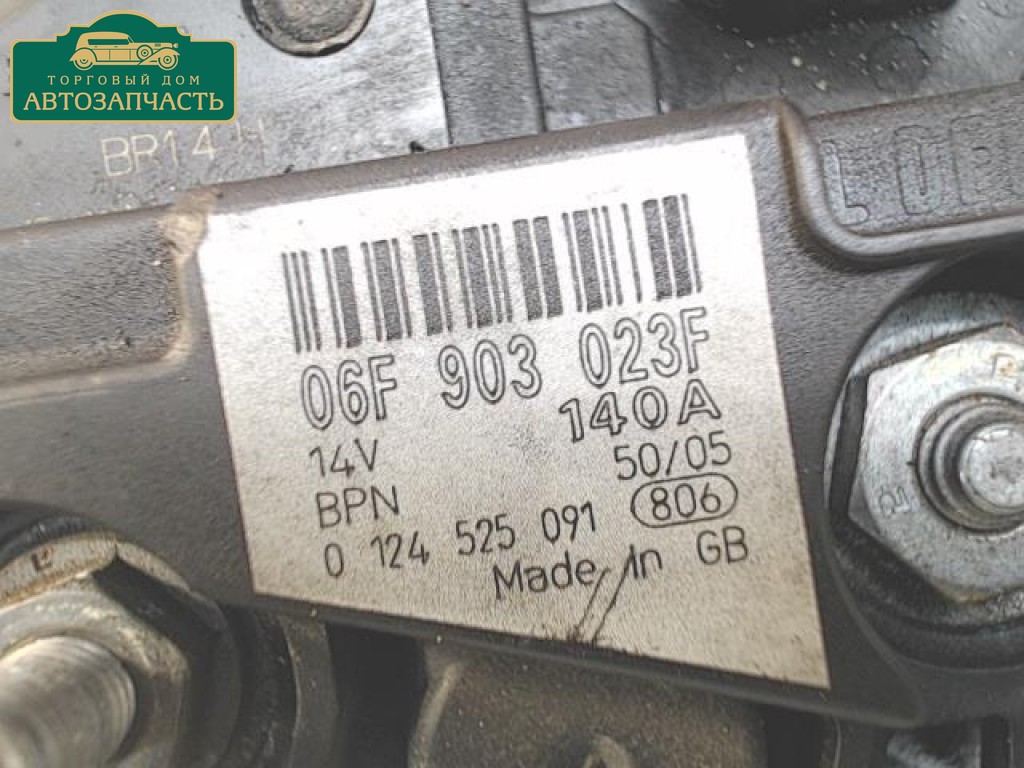 ТОРГОВЫЙ ДОМ
АВТОЗАПЧАСТЬ
06F 903 023F
14V 140A
BPN 50/05
0 124 525 091 806
Made In GB